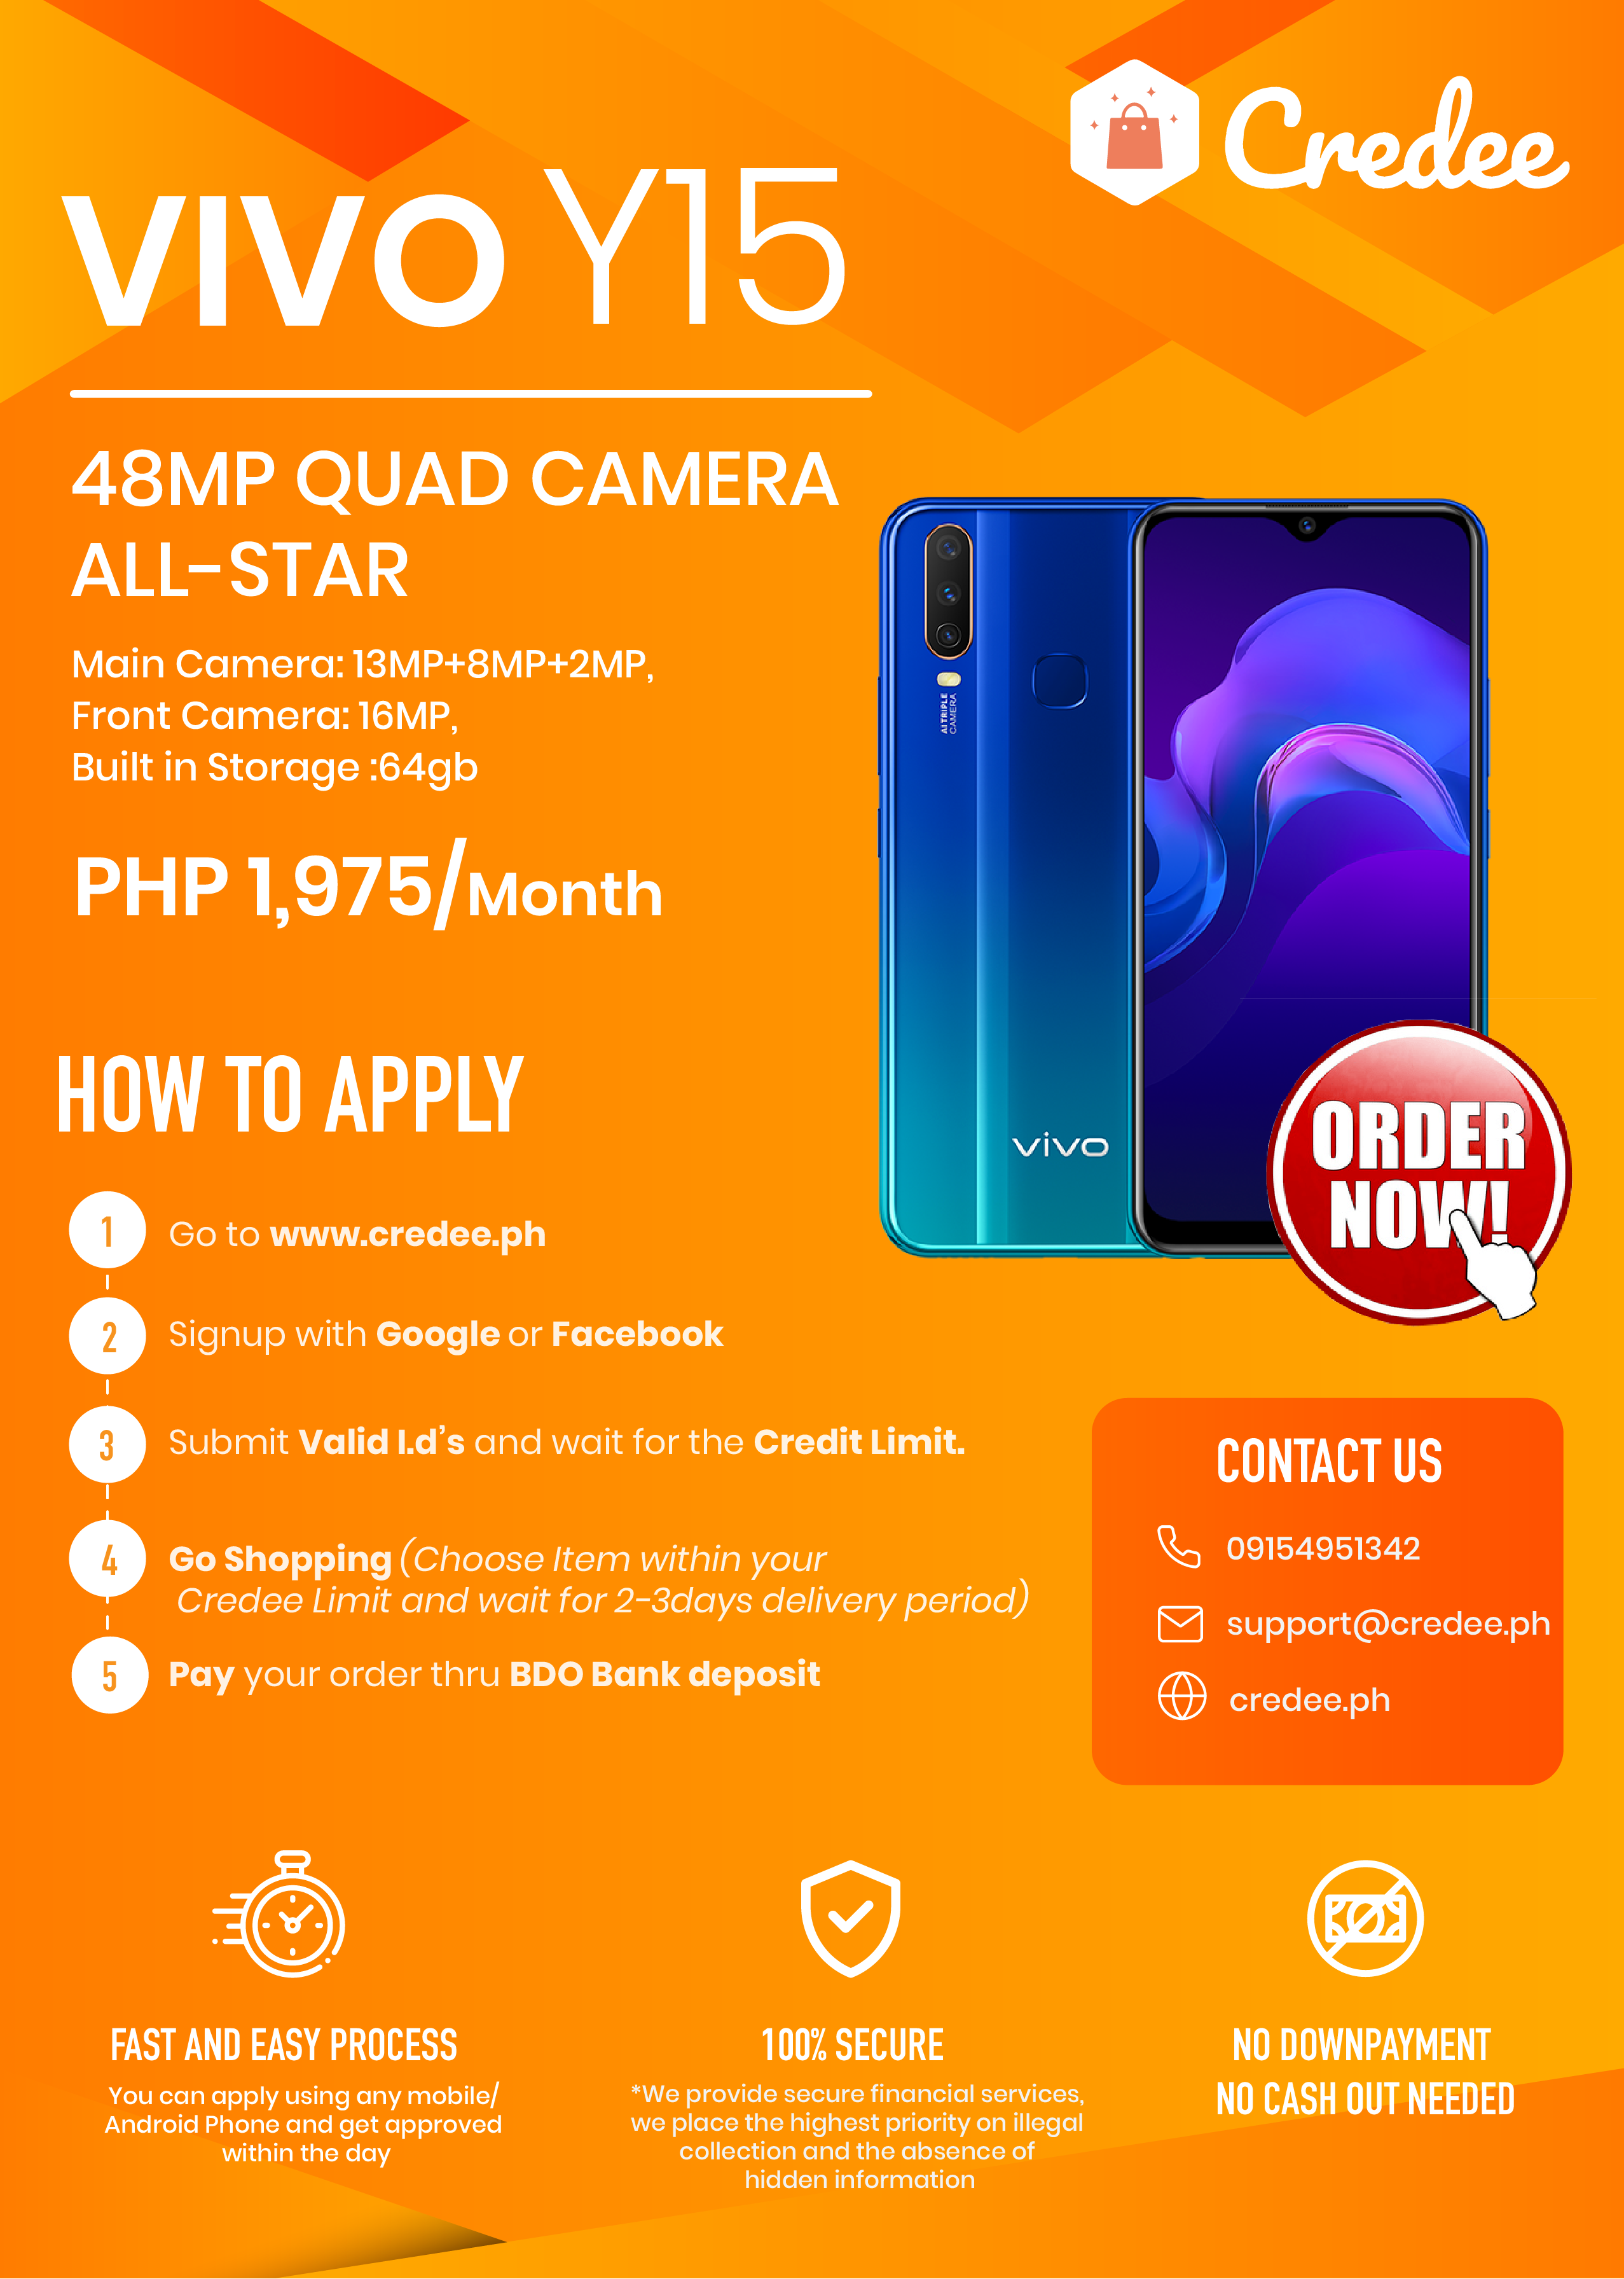 Credee
VIVO Y15
48MP QUAD CAMERA
ALL-STAR
Main Camera: 13MP+8MP+2MP,
Front Camera: 16MP,
Built in Storage :64gb
PHP 1,975/Month
AI TRIPLE
CAMERA
vivo
ORDER
NOW!
HOW TO APPLY
1 Go to www.credee.ph
2 Signup with Google or Facebook
3 Submit Valid I.d's and wait for the Credit Limit.
4 Go Shopping (Choose Item within your
Credee Limit and wait for 2-3days delivery period)
5 Pay your order thru BDO Bank deposit
CONTACT US
09154951342
support@credee.ph
credee.ph
FAST AND EASY PROCESS
You can apply using any mobile/
Android Phone and get approved
within the day
100% SECURE
*We provide secure financial services,
we place the highest priority on illegal
collection and the absence of
hidden information
NO DOWNPAYMENT
NO CASH OUT NEEDED